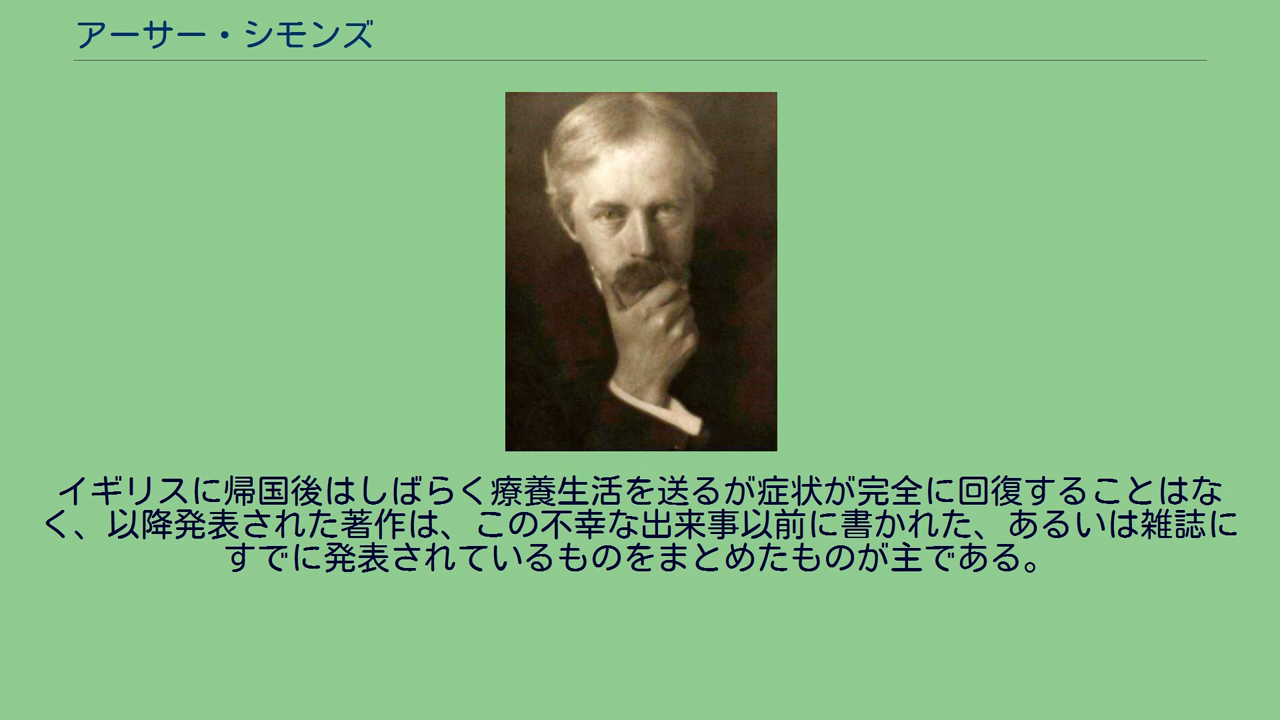 アーサー・シモンズ
イギリスに帰国後はしばらく療養生活を送るが症状が完全に回復することはな
く、以降発表された著作は、この不幸な出来事以前に書かれた、あるいは雑誌に
すでに発表されているものをまとめたものが主である。